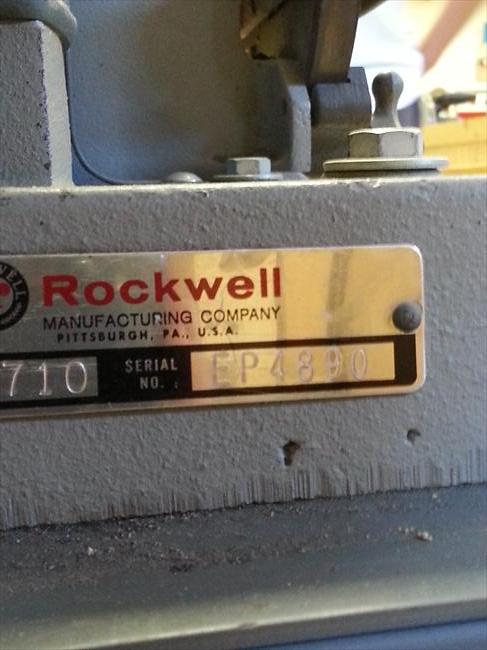 Rockwell
MANUFACTURING COMPANY
PITTSBURGH, PA., U.S.A.
710 SERIAL NO. : EP4890